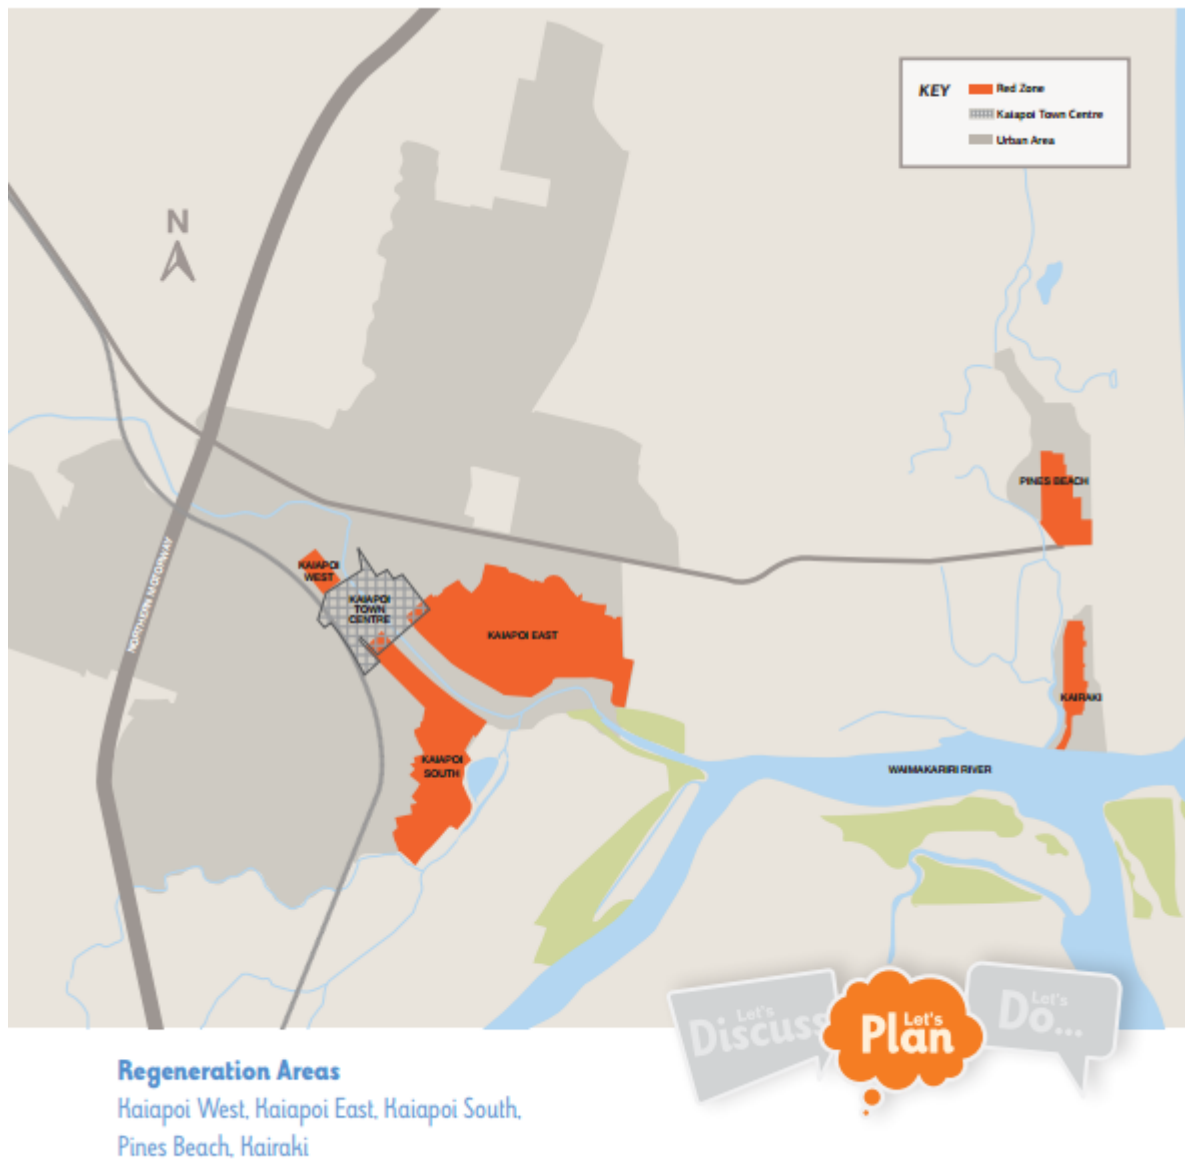 KEY
Red Zone
Kaiapoi Town Centre
Urban Area
N
NORTHERN MOTORWAY
PINES BEACH
KAIAPOI
WEST
KAIAPOI
TOWN
CENTRE
KAIAPOI EAST
KAIRAKI
KAIAPOI
SOUTH
WAIMAKARIRI RIVER
Let's
Discuss
Let's
Plan
Let's
Do...
Regeneration Areas
Kaiapoi West, Kaiapoi East, Kaiapoi South,
Pines Beach, Kairaki